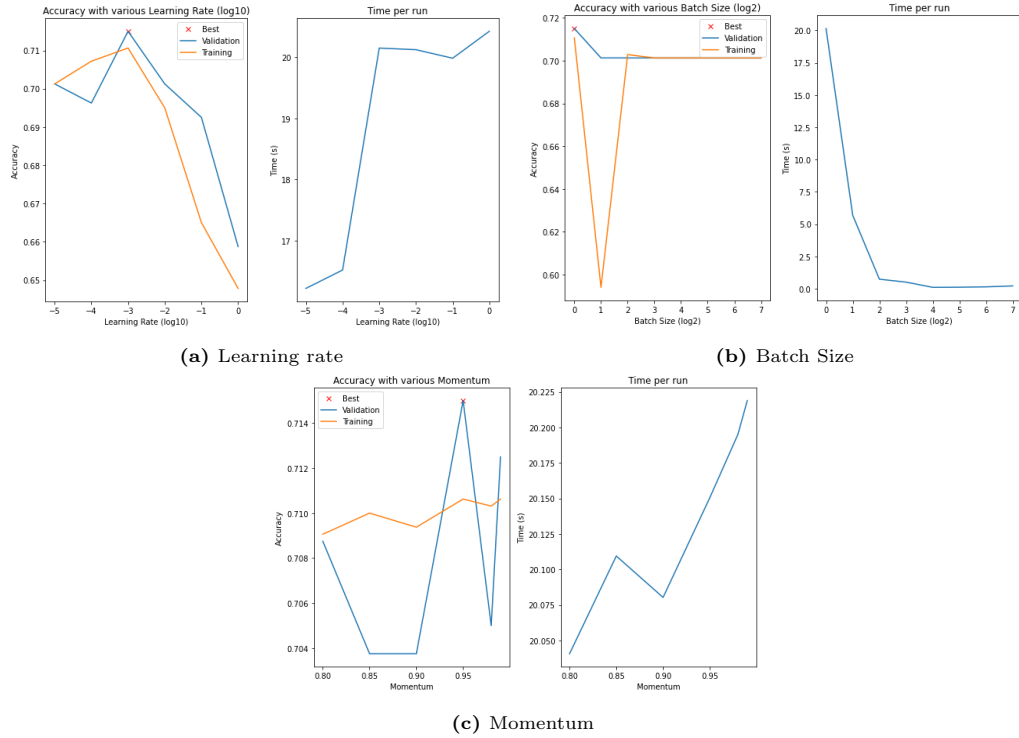 Accuracy with various Learning Rate (log10)
Best
Validation
Training
0.71
0.70
0.69
0.68
0.67
0.66
0.65
Accuracy
−5 −4 −3 −2 −1 0
Learning Rate (log10)
Time per run
20
19
18
17
Time (s)
−5 −4 −3 −2 −1 0
Learning Rate (log10)
(a) Learning rate
Accuracy with various Batch Size (log2)
Best
Validation
Training
0.72
0.70
0.68
0.66
0.64
0.62
0.60
Accuracy
0 1 2 3 4 5 6 7
Batch Size (log2)
Time per run
20.0
17.5
15.0
12.5
10.0
7.5
5.0
2.5
0.0
Time (s)
0 1 2 3 4 5 6 7
Batch Size (log2)
(b) Batch Size
Accuracy with various Momentum
Best
Validation
Training
0.714
0.712
0.710
0.708
0.706
0.704
Accuracy
0.80 0.85 0.90 0.95
Momentum
Time per run
20.225
20.200
20.175
20.150
20.125
20.100
20.075
20.050
Time (s)
0.80 0.85 0.90 0.95
Momentum
(c) Momentum